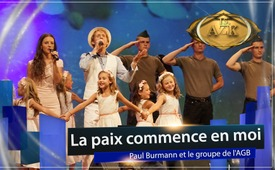 AZK
La paix commence en moi
Paul Burmann et le groupe de l'AGB